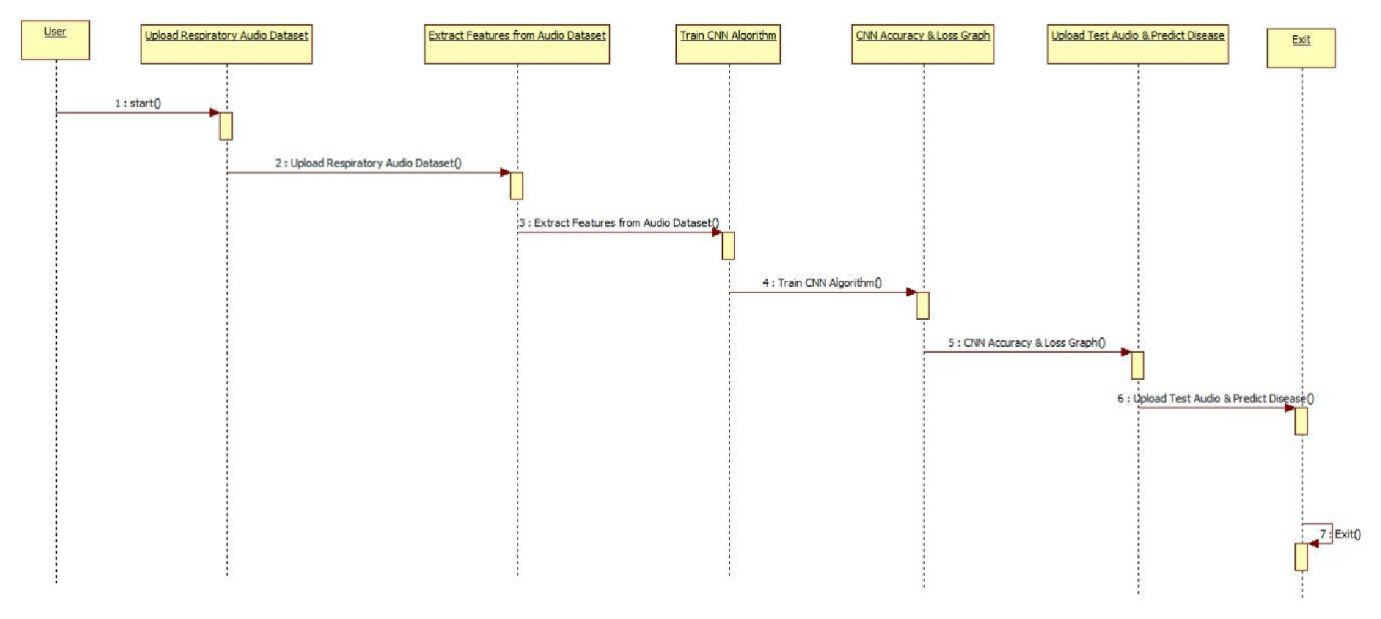 User
Upload Respiratory Audio Dataset
Extract Features from Audio Dataset
Train CNN Algorithm
CNN Accuracy & Loss Graph
Upload Test Audio & Predict Disease
Exit
1 : start()
2 : Upload Respiratory Audio Dataset()
3 : Extract Features from Audio Dataset()
4 : Train CNN Algorithm()
5 : CNN Accuracy & Loss Graph()
6 : Upload Test Audio & Predict Disease()
7 : Exit()